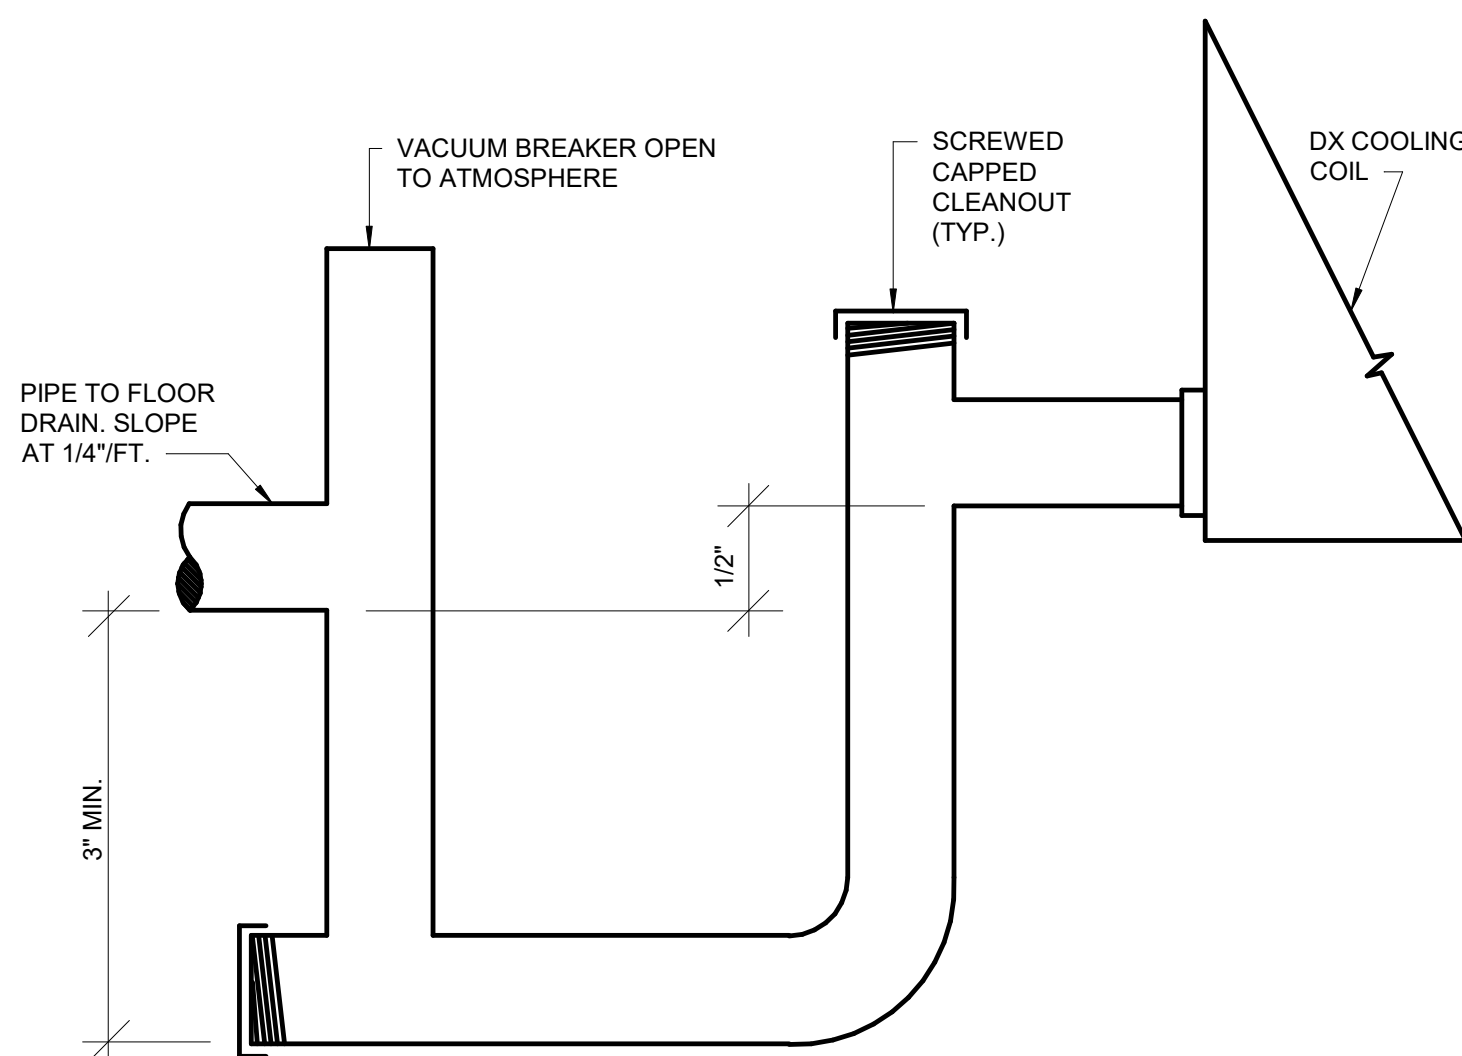 VACUUM BREAKER OPEN
TO ATMOSPHERE
SCREWED
CAPPED
CLEANOUT
(TYP.)
DX COOLING
COIL
PIPE TO FLOOR
DRAIN. SLOPE
AT 1/4"/FT.
1/2"
3" MIN.